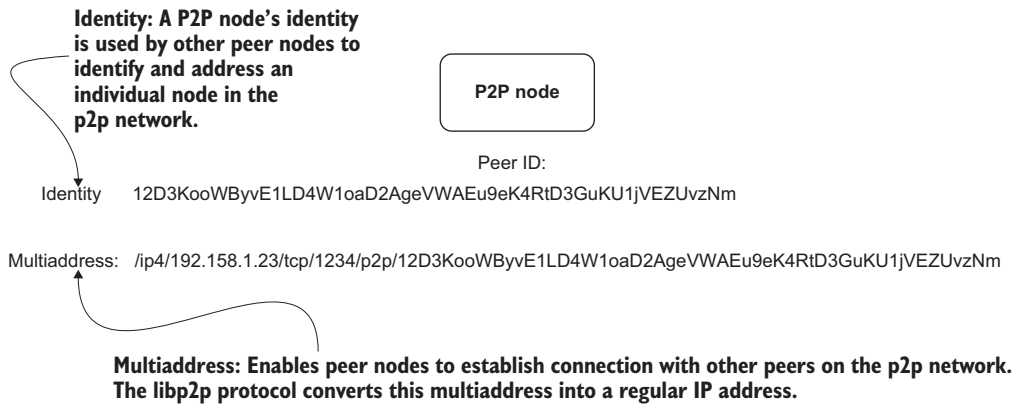 Identity: A P2P node's identity
is used by other peer nodes to
identify and address an
individual node in the
p2p network.
P2P node
Peer ID:
Identity 12D3KooWByvE1LD4W1oaD2AgeVWAEu9eK4RtD3GuKU1jVEZUvzNm
Multiaddress: /ip4/192.158.1.23/tcp/1234/p2p/12D3KooWByvE1LD4W1oaD2AgeVWAEu9eK4RtD3GuKU1jVEZUvzNm
Multiaddress: Enables peer nodes to establish connection with other peers on the p2p network.
The libp2p protocol converts this multiaddress into a regular IP address.